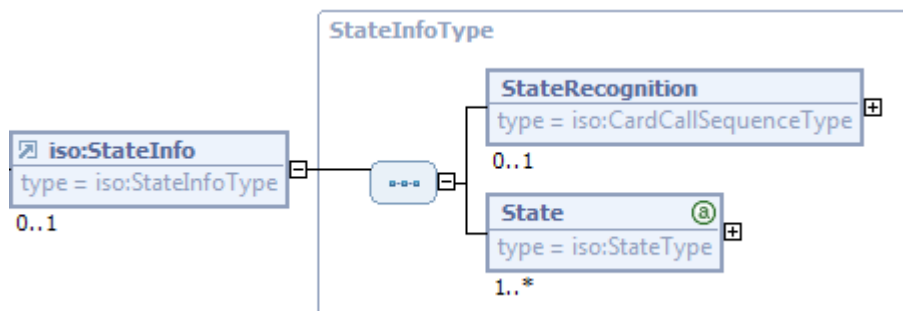 StateInfoType
StateRecognition
type = iso:CardCallSequenceType
0..1
iso:StateInfo
type = iso:StateInfoType
0..1
State
a
type = iso:StateType
1..*